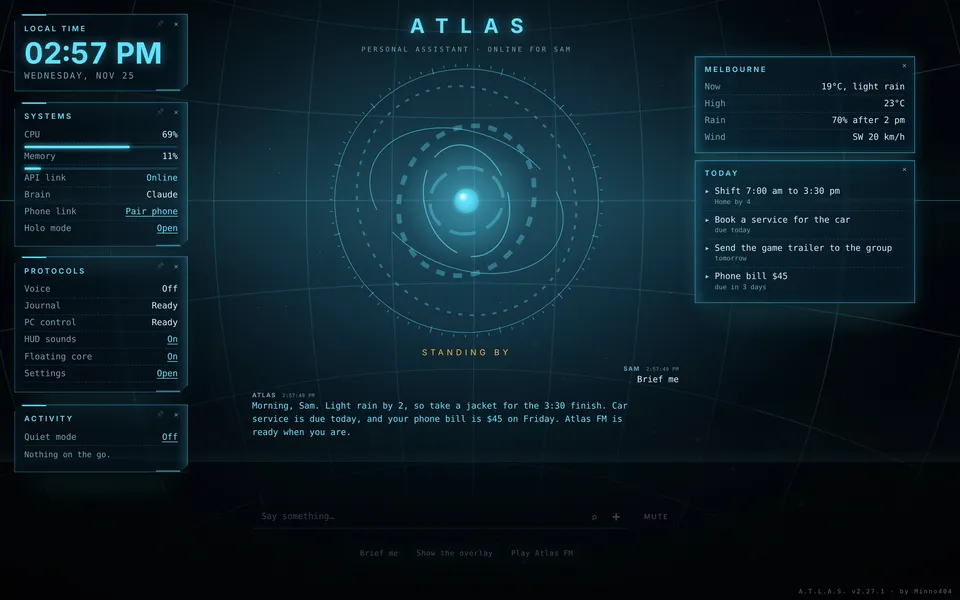 LOCAL TIME
02:57 PM
WEDNESDAY, NOV 25
SYSTEMS
CPU 69%
Memory 11%
API link Online
Brain Claude
Phone link Pair phone
Holo mode Open
PROTOCOLS
Voice Off
Journal Ready
PC control Ready
HUD sounds On
Floating core On
Settings Open
ACTIVITY
Quiet mode Off
Nothing on the go.
ATLAS
PERSONAL ASSISTANT · ONLINE FOR SAM
STANDING BY
SAM 2:57:49 PM
Brief me
ATLAS 2:57:49 PM
Morning, Sam. Light rain by 2, so take a jacket for the 3:30 finish. Car
service is due today, and your phone bill is $45 on Friday. Atlas FM is
ready when you are.
Say something…
MUTE
Brief me Show the overlay Play Atlas FM
MELBOURNE
Now 19°C, light rain
High 23°C
Rain 70% after 2 pm
Wind SW 20 km/h
TODAY
▸ Shift 7:00 am to 3:30 pm
Home by 4
▸ Book a service for the car
due today
▸ Send the game trailer to the group
tomorrow
▸ Phone bill $45
due in 3 days
A.T.L.A.S. v2.27.1 · by Minno404